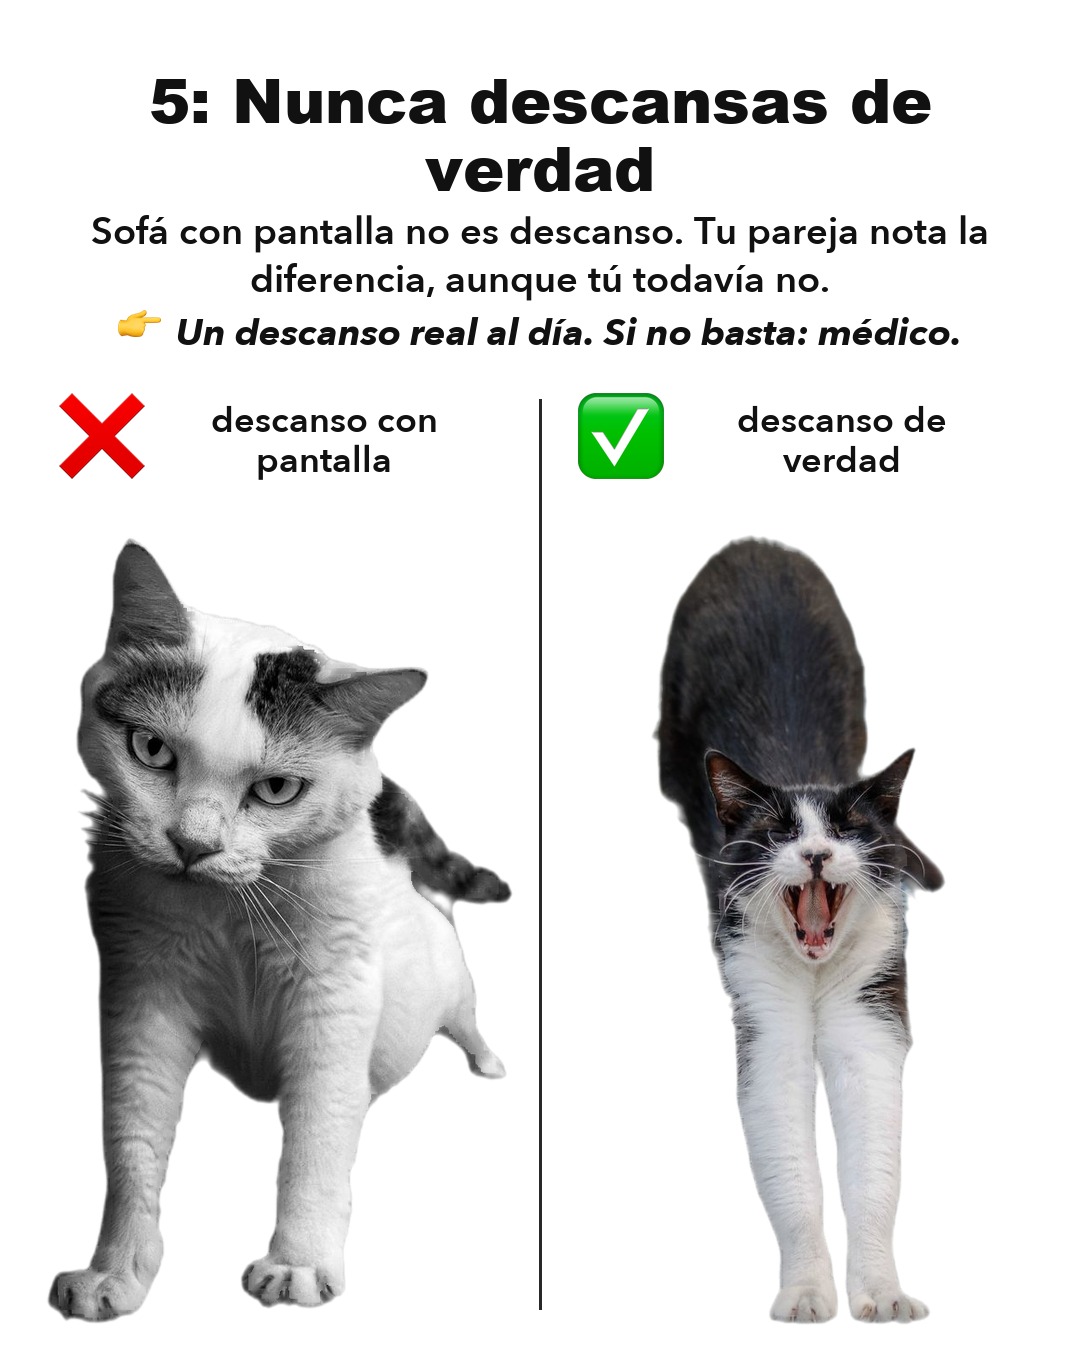 5: Nunca descansas de
verdad
Sofá con pantalla no es descanso. Tu pareja nota la
diferencia, aunque tú todavía no.
👉 Un descanso real al día. Si no basta: médico.
❌ descanso con
pantalla
✅ descanso de
verdad